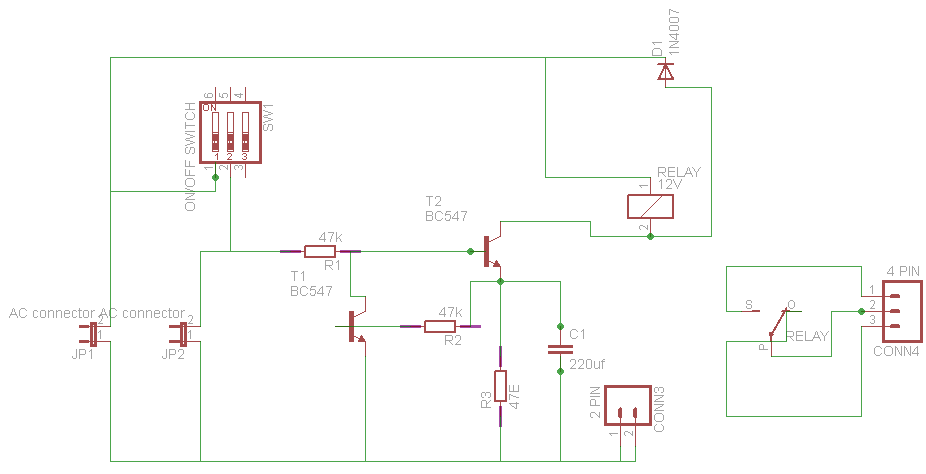 D1
1N4007
6
5
4
ON
1
2
3
1
2
3
ON/OFF SWITCH
SW1
RELAY
12V
1
2
T2
BC547
47k
R1
T1
BC547
4 PIN
1
2
3
CONN4
S
O
P
RELAY
AC connector
AC connector
2
1
JP1
2
1
JP2
47k
R2
C1
220uf
R3
47E
2 PIN
CONN3
1
2